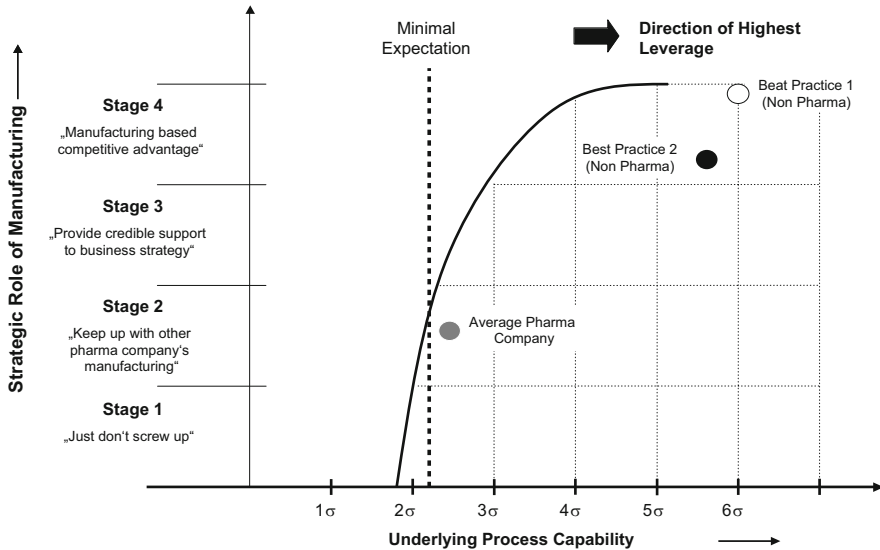 Minimal
Expectation
Direction of Highest
Leverage
Strategic Role of Manufacturing
Stage 4
„Manufacturing based
competitive advantage“
Stage 3
„Provide credible support
to business strategy“
Stage 2
„Keep up with other
pharma company‘s
manufacturing“
Stage 1
„Just don‘t screw up“
Beat Practice 1
(Non Pharma)
Best Practice 2
(Non Pharma)
Average Pharma
Company
1σ 2σ 3σ 4σ 5σ 6σ
Underlying Process Capability